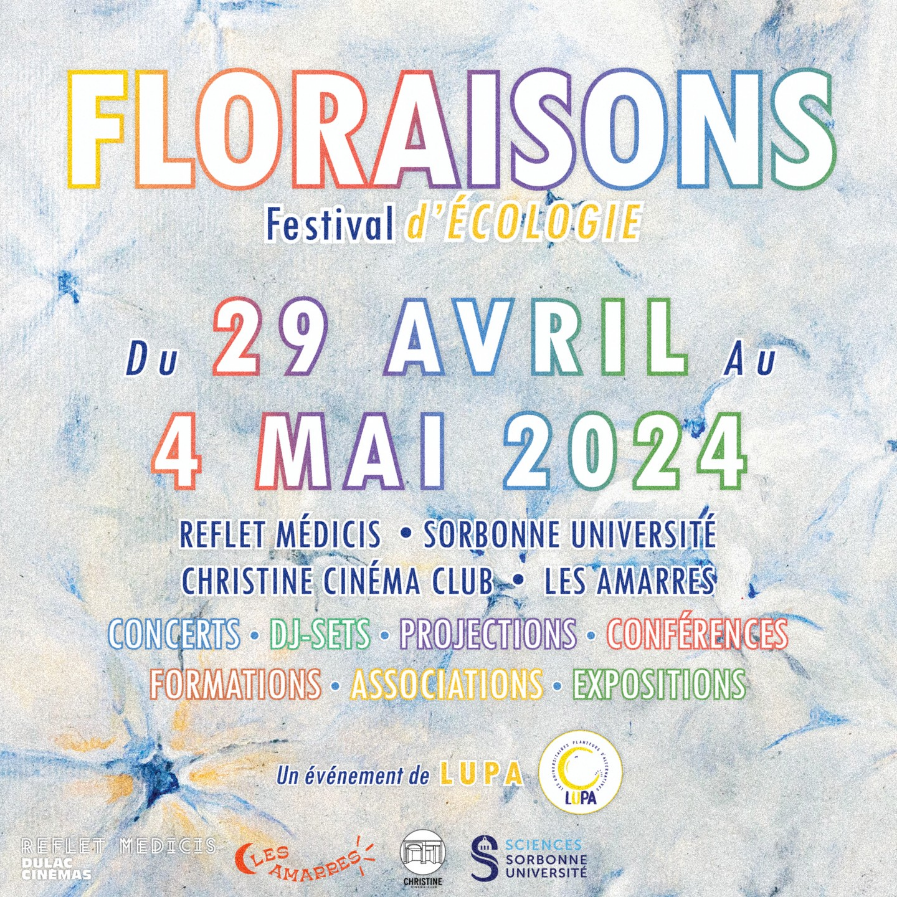 FLORAISONS
Festival d'ÉCOLOGIE
Du 29 AVRIL Au
4 MAI 2024
REFLET MÉDICIS • SORBONNE UNIVERSITÉ
CHRISTINE CINÉMA CLUB • LES AMARRES
CONCERTS • DJ-SETS • PROJECTIONS • CONFÉRENCES
FORMATIONS • ASSOCIATIONS • EXPOSITIONS
Un événement de LUPA
LUPA
REFLET MEDICIS
DULAC
CINÉMAS
LES
AMARRES
CHRISTINE
SCIENCES
SORBONNE
UNIVERSITÉ